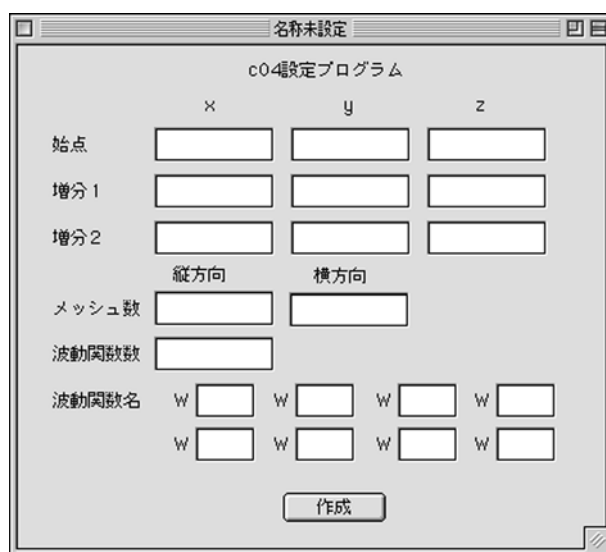 名称未設定
c04設定プログラム
x y z
始点
増分1
増分2
縦方向 横方向
メッシュ数
波動関数数
波動関数名 W W W W
W W W W
作成